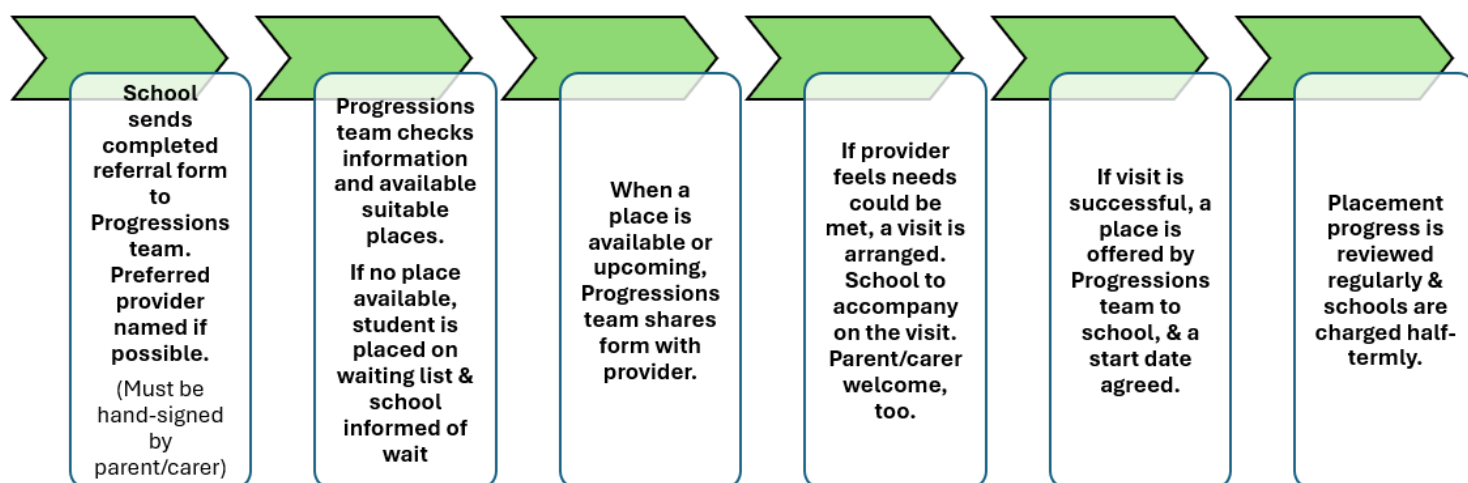 School
sends
completed
referral form
to
Progressions
team.
Preferred
provider
named if
possible.
(Must be
hand-signed
by
parent/carer)
Progressions
team checks
information
and available
suitable
places.
If no place
available,
student is
placed on
waiting list &
school
informed of
wait
When a
place is
available or
upcoming,
Progressions
team shares
form with
provider.
If provider
feels needs
could be
met, a visit is
arranged.
School to
accompany
on the visit.
Parent/carer
welcome,
too.
If visit is
successful, a
place is
offered by
Progressions
team to
school, & a
start date
agreed.
Placement
progress is
reviewed
regularly &
schools are
charged half-
termly.